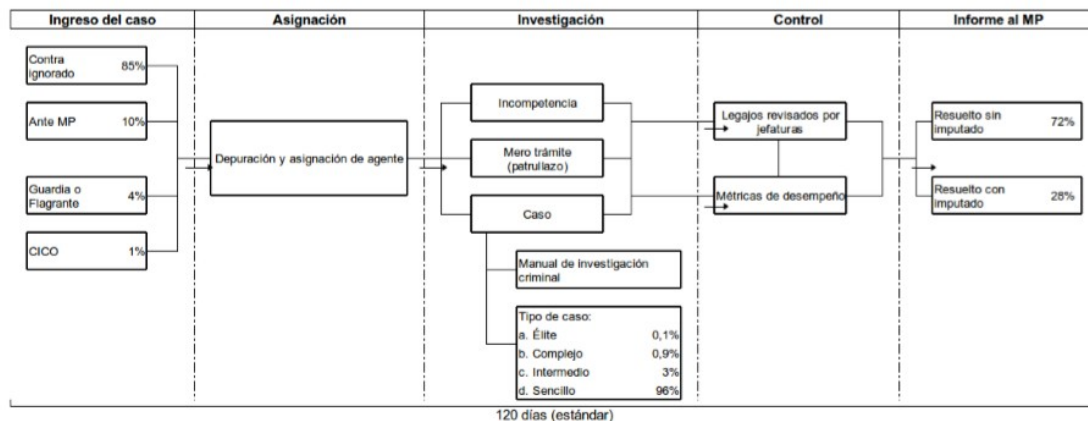 Ingreso del caso
Asignación
Investigación
Control
Informe al MP
Contra
ignorado 85%
Ante MP 10%
Guardia o
Flagrante 4%
CICO 1%
Depuración y asignación de agente
Incompetencia
Mero trámite
(patrullazo)
Caso
Manual de investigación
criminal
Tipo de caso:
a. Élite 0,1%
b. Complejo 0,9%
c. Intermedio 3%
d. Sencillo 96%
Legajos revisados por
jefaturas
Métricas de desempeño
Resuelto sin
imputado 72%
Resuelto con
imputado 28%
120 días (estándar)